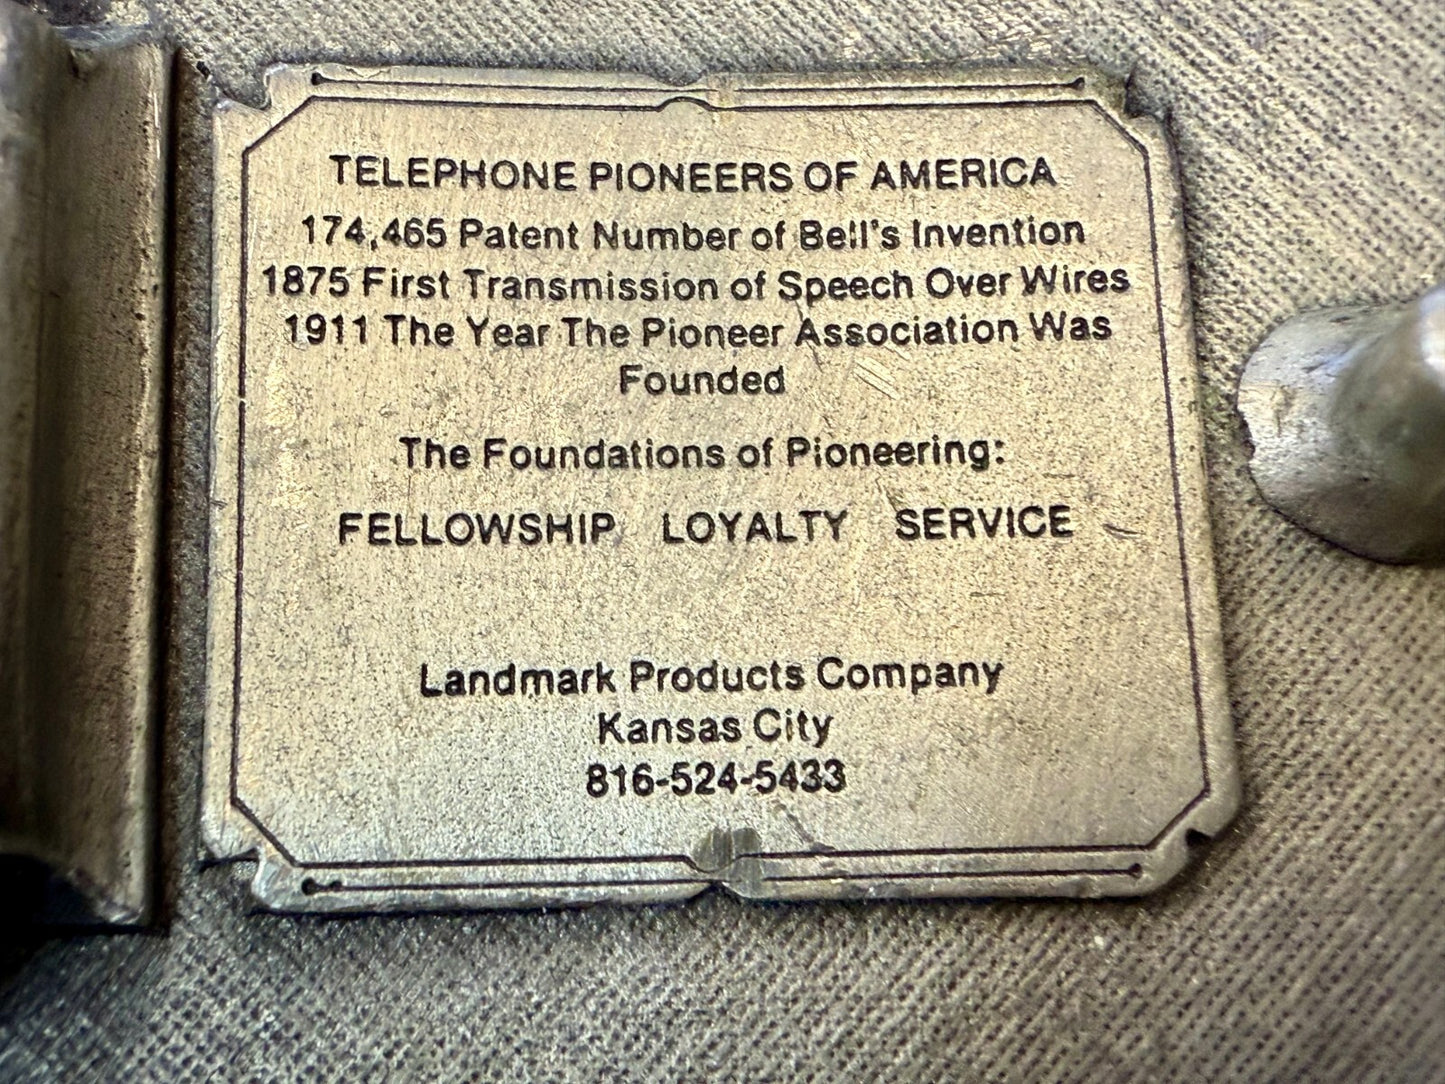 TELEPHONE PIONEERS OF AMERICA
174,465 Patent Number of Bell's Invention
1875 First Transmission of Speech Over Wires
1911 The Year The Pioneer Association Was
Founded
The Foundations of Pioneering:
FELLOWSHIP LOYALTY SERVICE
Landmark Products Company
Kansas City
816-524-5433